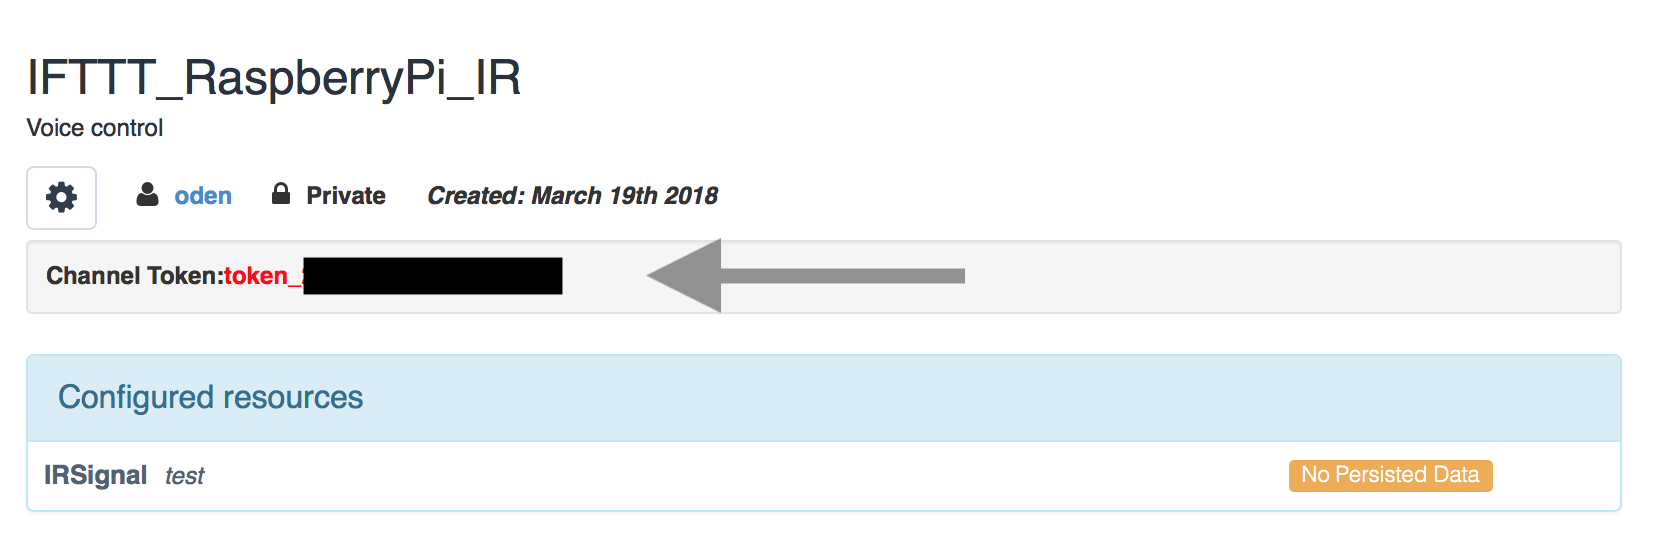 IFTTT_RaspberryPi_IR
Voice control
oden Private Created: March 19th 2018
Channel Token:token_
Configured resources
IRSignal test No Persisted Data